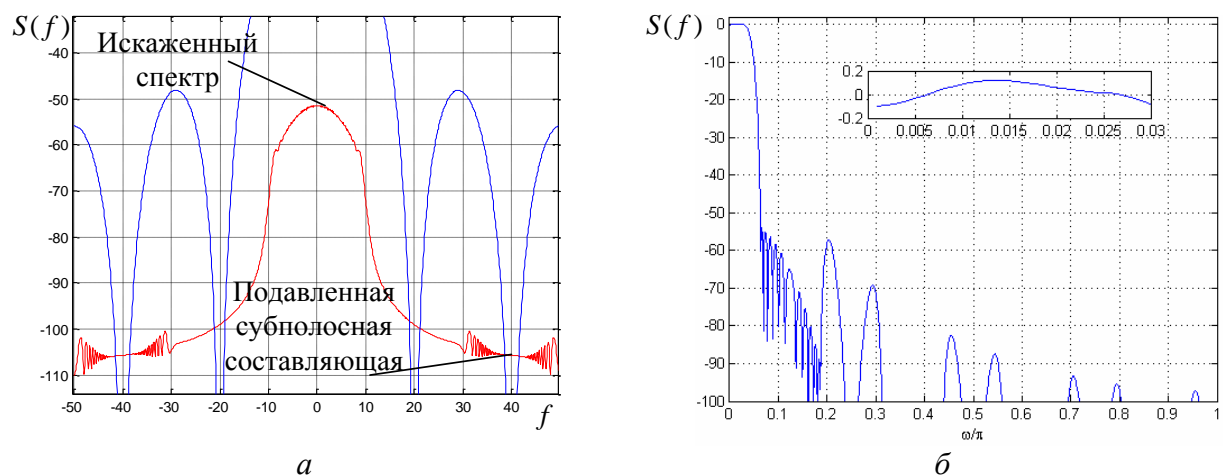 S(f)
Искаженный
спектр
-50
-60
-70
-80
-90
-100
-110
Подавленная
субполосная
составляющая
-50 -40 -30 -20 -10 0 10 20 30 40
f
а
S(f)
0
-10
-20
-30
-40
-50
-60
-70
-80
-90
-100
0.2
0
-0.2
0 0.005 0.01 0.015 0.02 0.025 0.03
0 0.1 0.2 0.3 0.4 0.5 0.6 0.7 0.8 0.9 1
ω/π
б